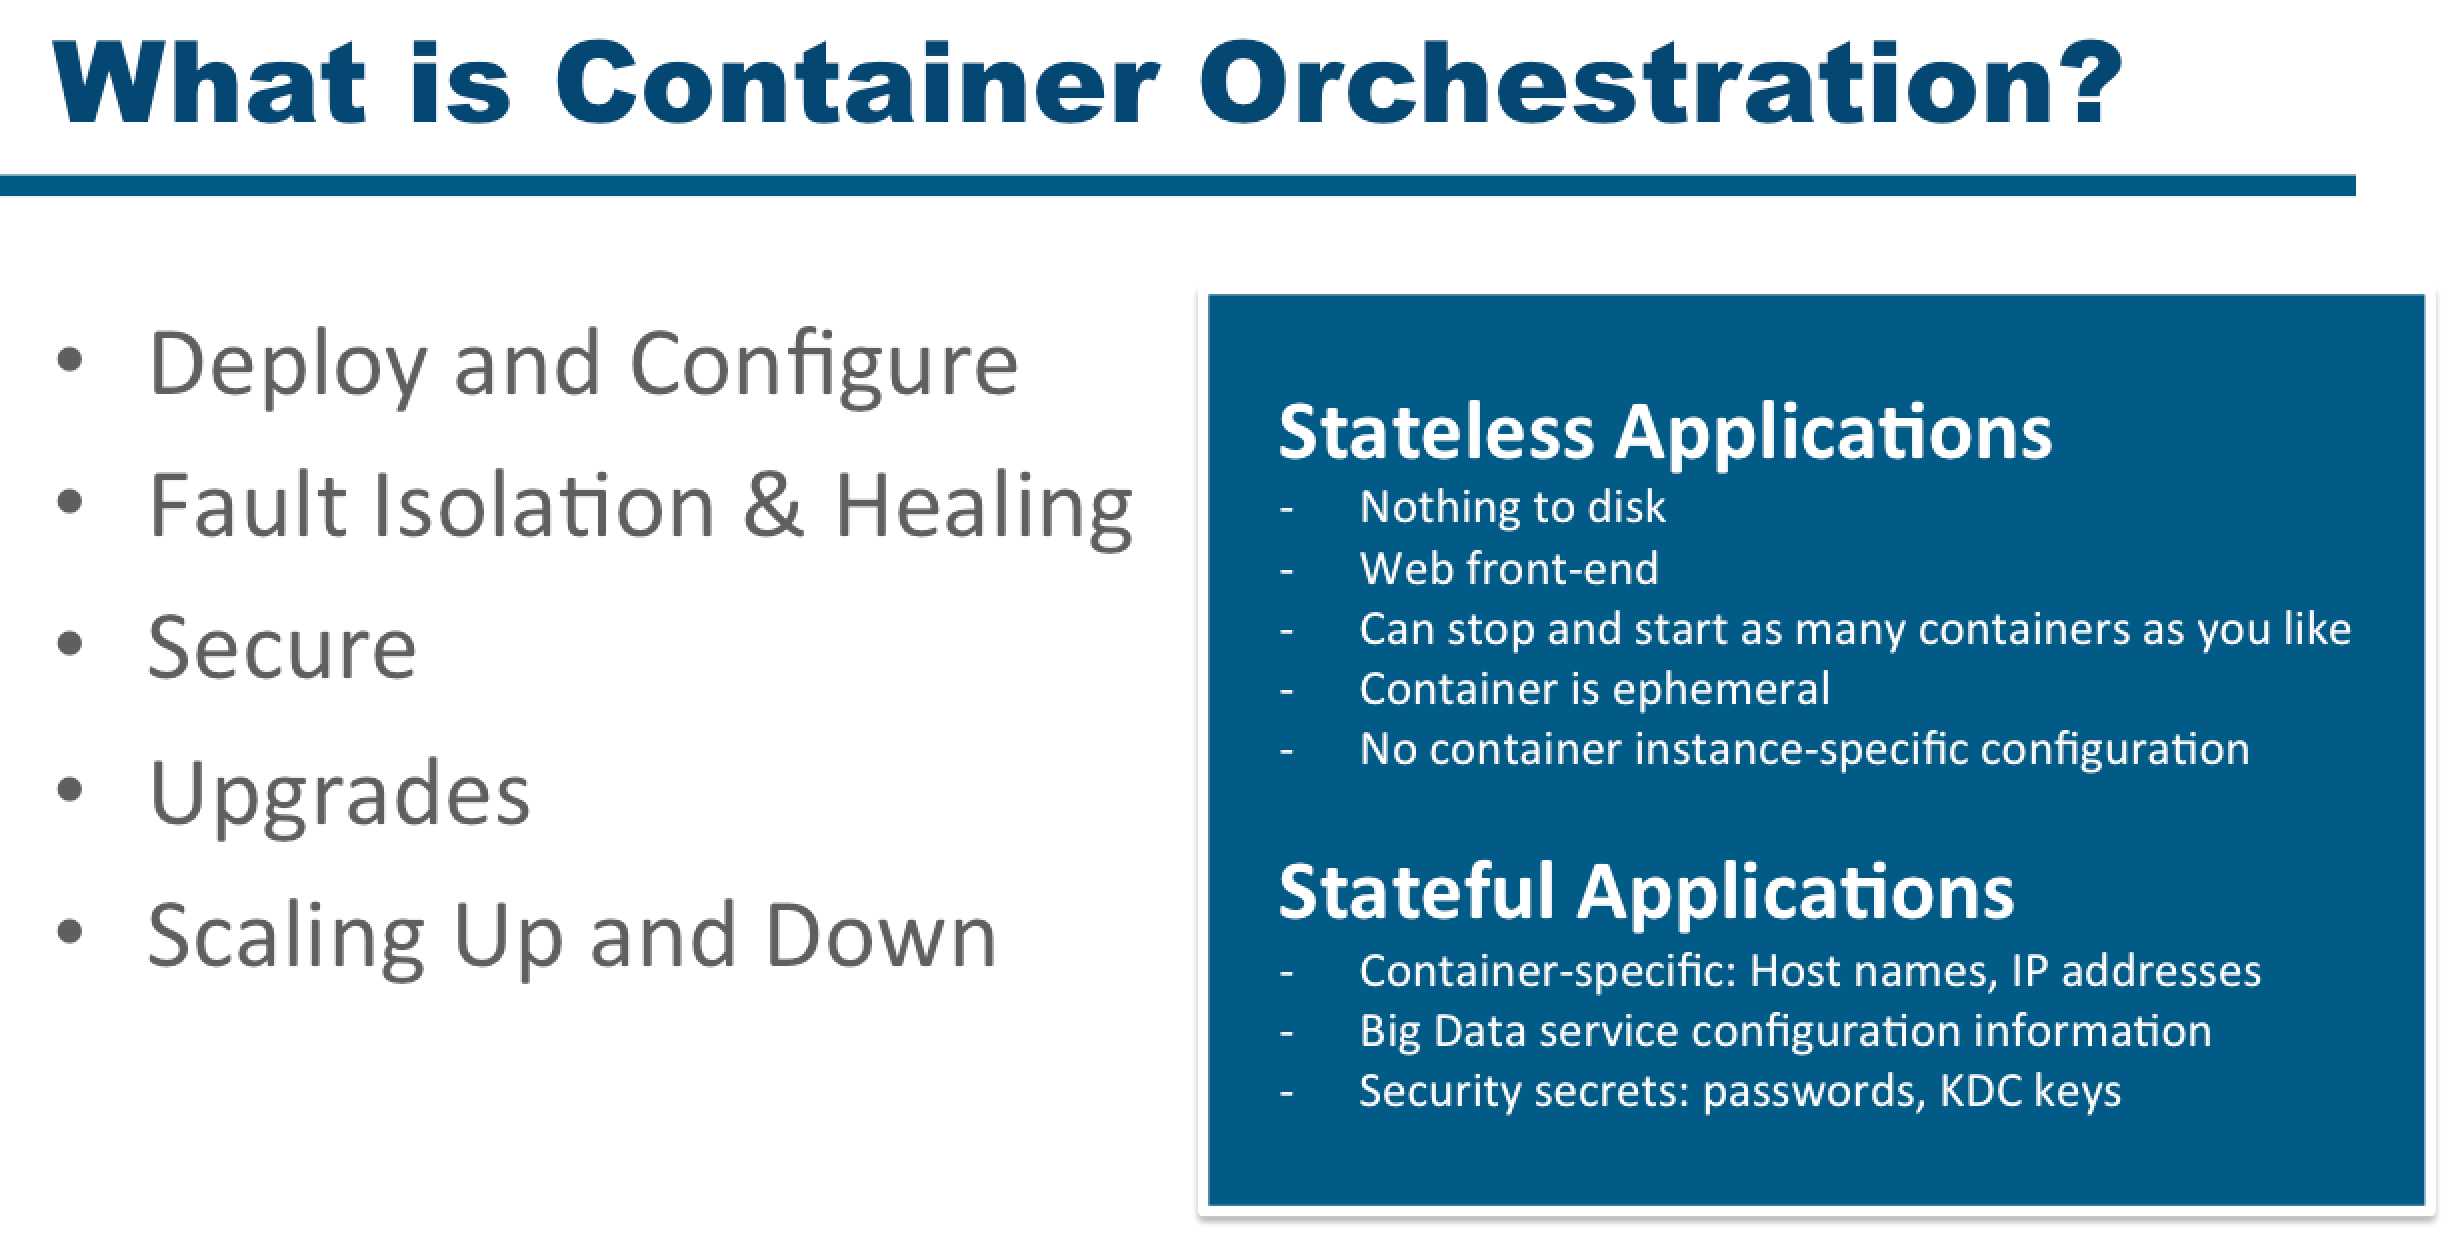 What is Container Orchestration?
• Deploy and Configure
• Fault Isolation & Healing
• Secure
• Upgrades
• Scaling Up and Down
Stateless Applications
- Nothing to disk
- Web front-end
- Can stop and start as many containers as you like
- Container is ephemeral
- No container instance-specific configuration
Stateful Applications
- Container-specific: Host names, IP addresses
- Big Data service configuration information
- Security secrets: passwords, KDC keys